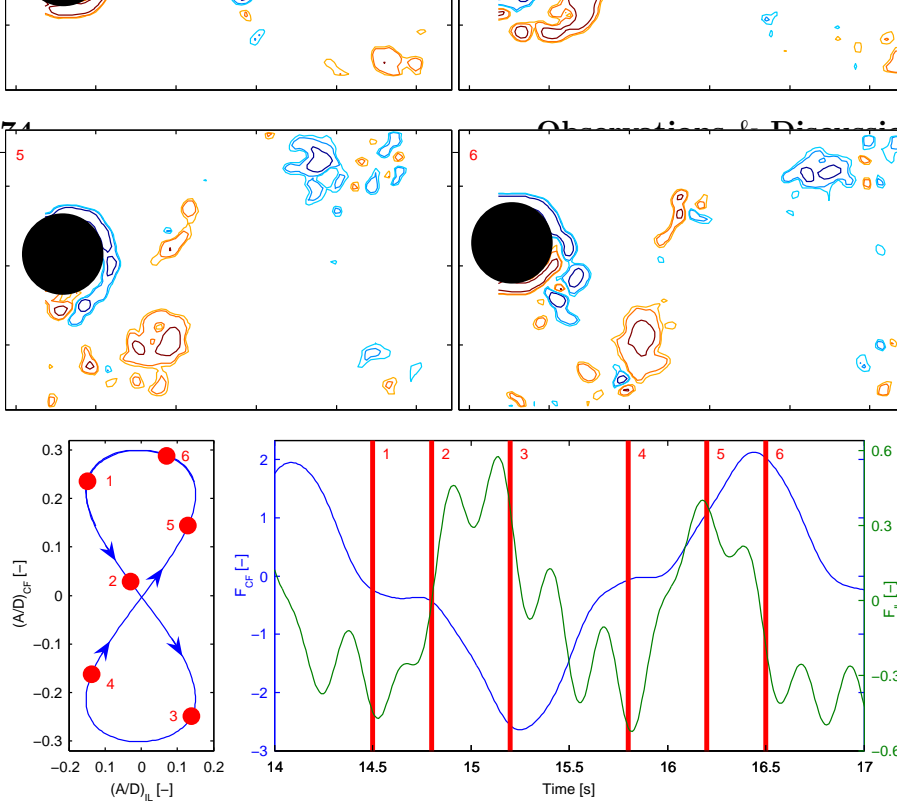 74 Observations & Discussio
5 6
0.3
0.2
0.1
0
−0.1
−0.2
−0.3
(A/D)CF [−]
1 2 3 4 5 6
−0.2 −0.1 0 0.1 0.2
(A/D)IL [−]
2
1
0
−1
−2
−3
FCF [−]
1 2 3 4 5 6
0.6
0.3
0
−0.3
−0.6
14 14.5 15 15.5 16 16.5 17
Time [s]